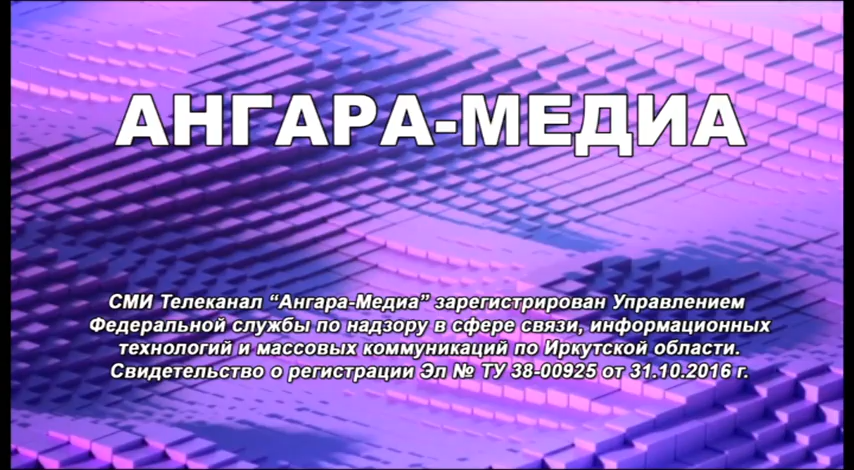 АНГАРА-МЕДИА
СМИ Телеканал “Ангара-Медиа” зарегистрирован Управлением
Федеральной службы по надзору в сфере связи, информационных
технологий и массовых коммуникаций по Иркутской области.
Свидетельство о регистрации Эл № ТУ 38-00925 от 31.10.2016 г.